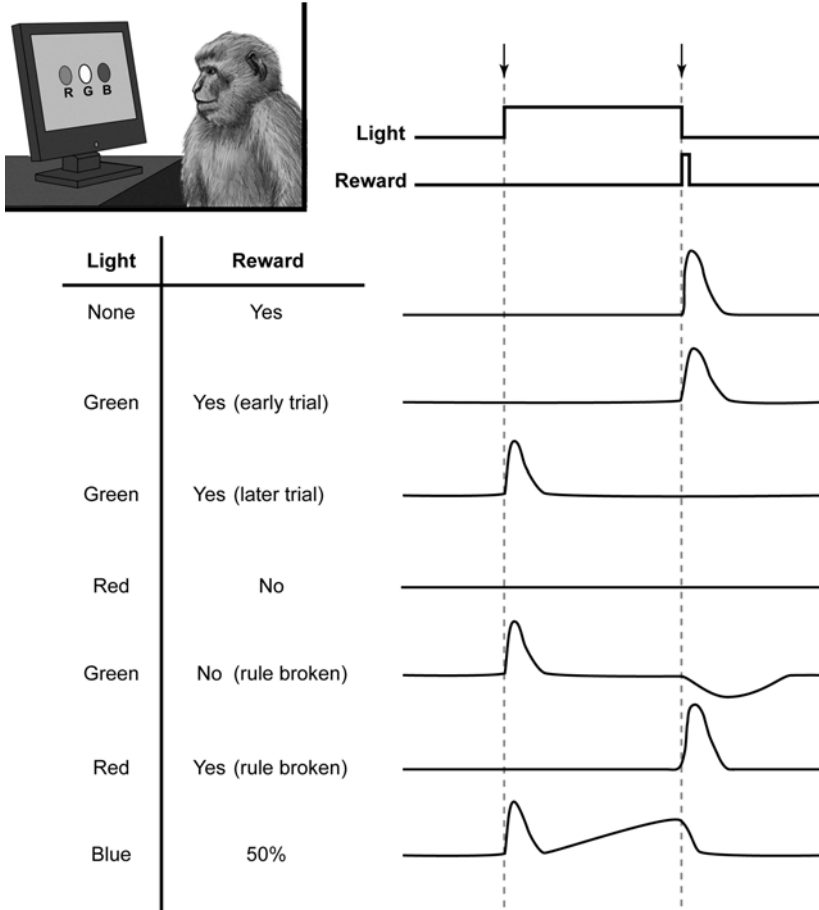 R G B
Light
Reward
Light Reward
None Yes
Green Yes (early trial)
Green Yes (later trial)
Red No
Green No (rule broken)
Red Yes (rule broken)
Blue 50%